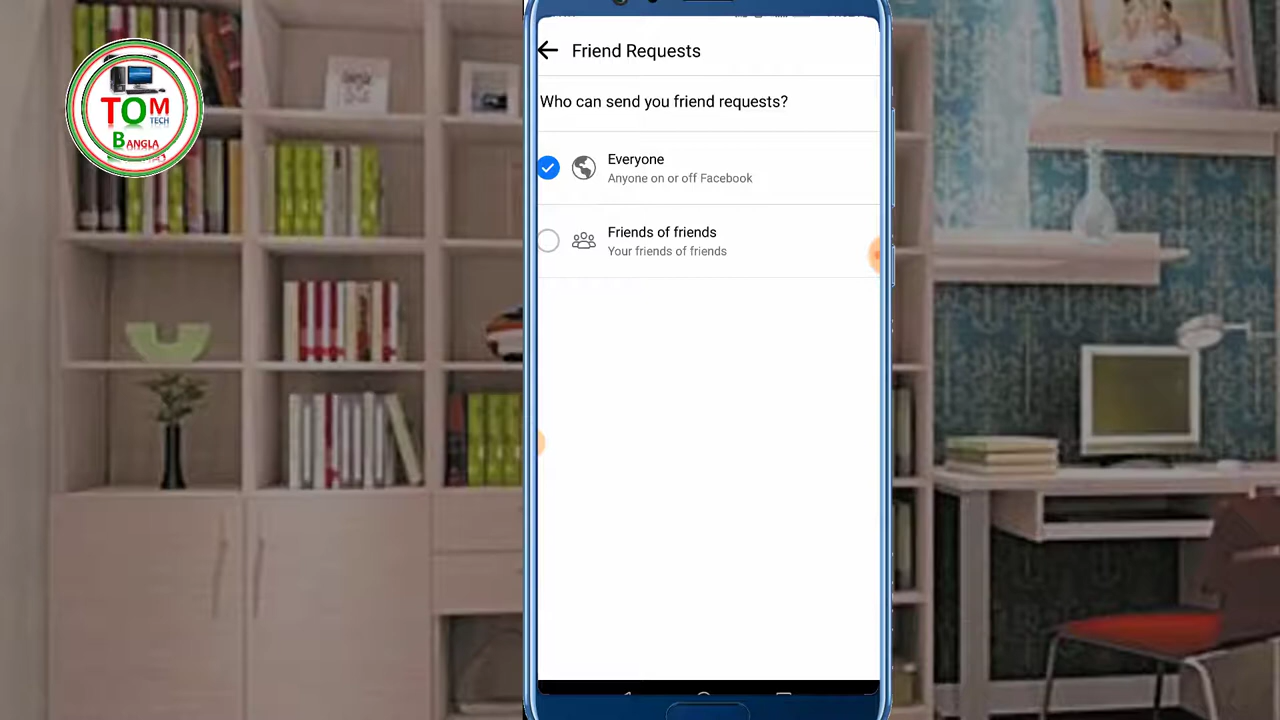 TOM
TECH
BANGLA
Friend Requests
Who can send you friend requests?
Everyone
Anyone on or off Facebook
Friends of friends
Your friends of friends